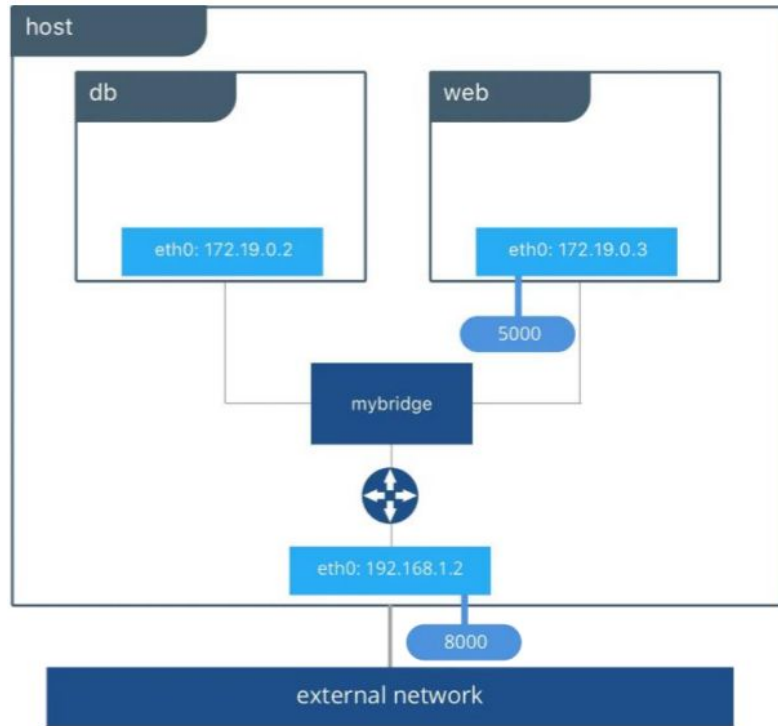 host
db
web
eth0: 172.19.0.2
eth0: 172.19.0.3
5000
mybridge
eth0: 192.168.1.2
8000
external network